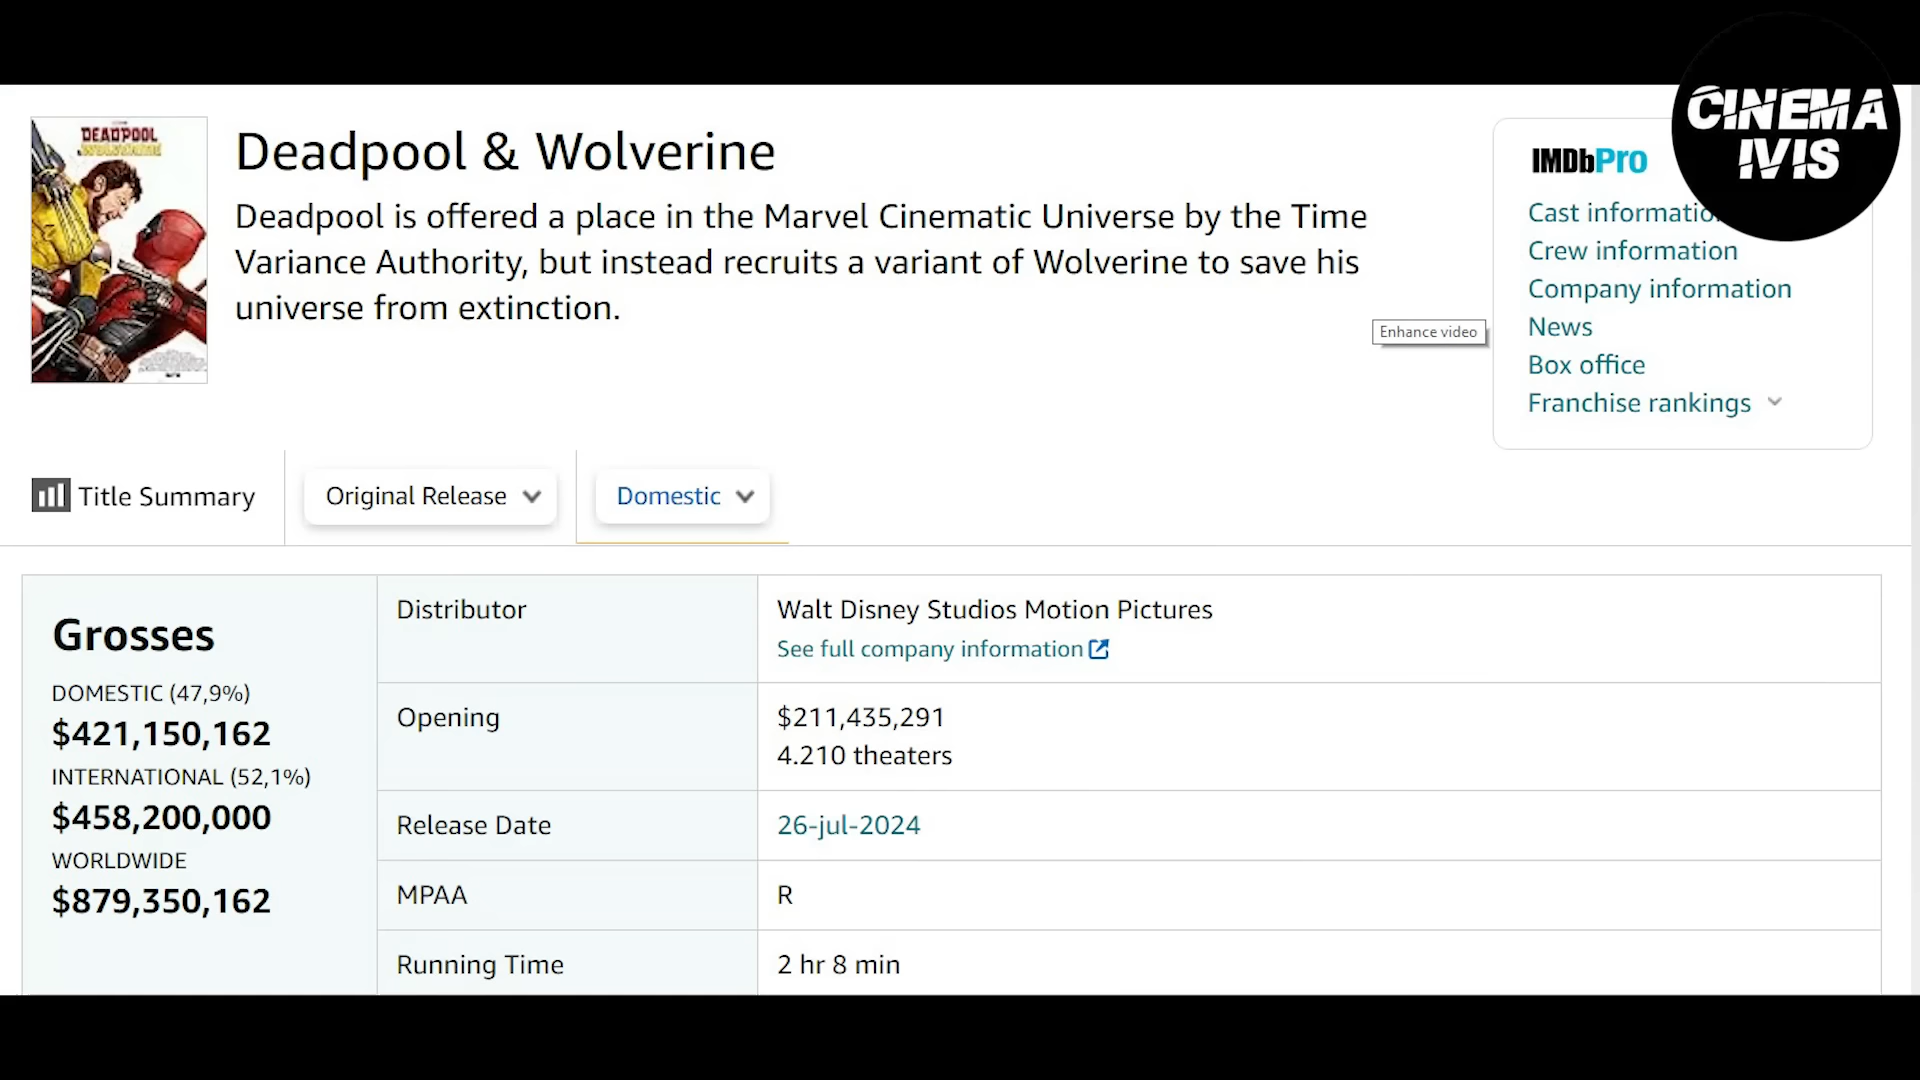 CINEMA
IVIS
DEADPOOL
& WOLVERINE
Deadpool & Wolverine
Deadpool is offered a place in the Marvel Cinematic Universe by the Time
Variance Authority, but instead recruits a variant of Wolverine to save his
universe from extinction.
Enhance video
IMDbPro
Cast informatio
Crew information
Company information
News
Box office
Franchise rankings
Title Summary
Original Release
Domestic
Grosses
DOMESTIC (47,9%)
$421,150,162
INTERNATIONAL (52,1%)
$458,200,000
WORLDWIDE
$879,350,162
Distributor
Walt Disney Studios Motion Pictures
See full company information
Opening
$211,435,291
4.210 theaters
Release Date
26-jul-2024
MPAA
R
Running Time
2 hr 8 min